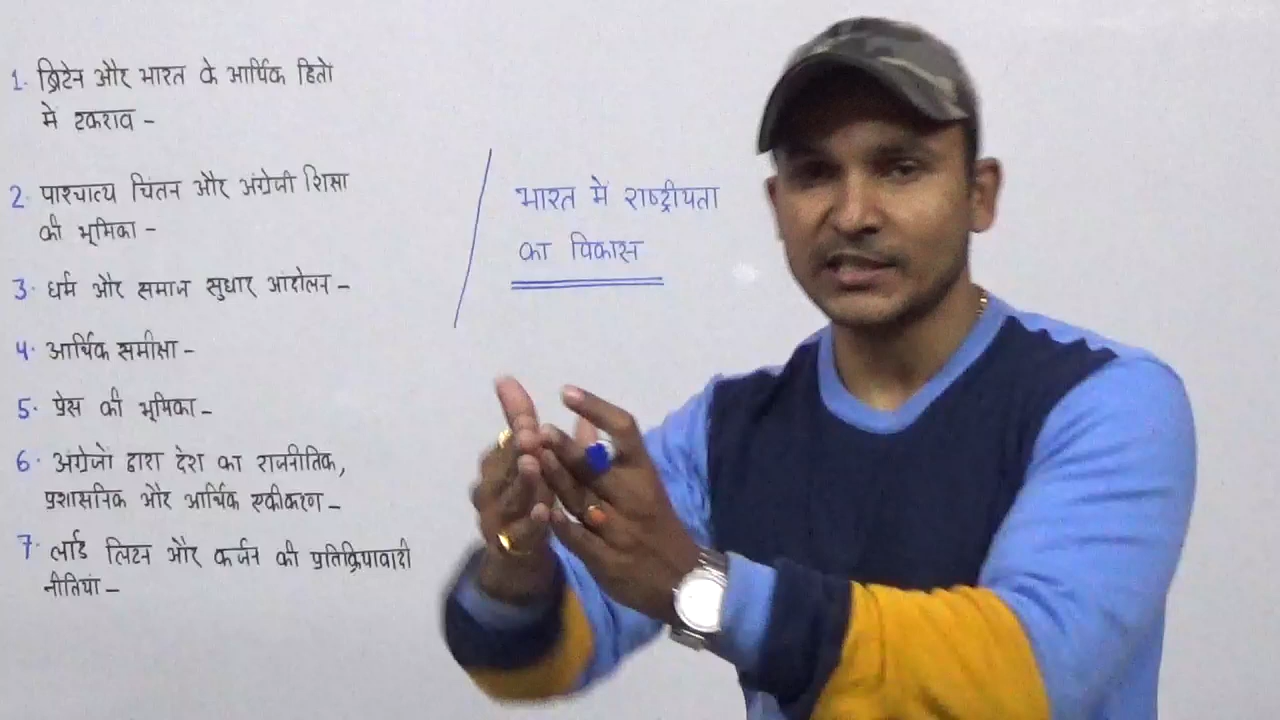 1. ब्रिटेन और भारत के आर्थिक हितो
मे टकराव -
2. पाश्चात्य चिंतन और अंग्रेजी शिक्षा
की भूमिका -
3. धर्म और समाज सुधार आंदोलन -
4. आर्थिक समीक्षा -
5. प्रेस की भूमिका -
6. अंग्रेजो द्वारा देश का राजनीतिक,
प्रशासनिक और आर्थिक एकीकरण -
7. लार्ड लिटन और कर्जन की प्रतिक्रियावादी
नीतियां -
भारत में राष्ट्रीयता
का विकास